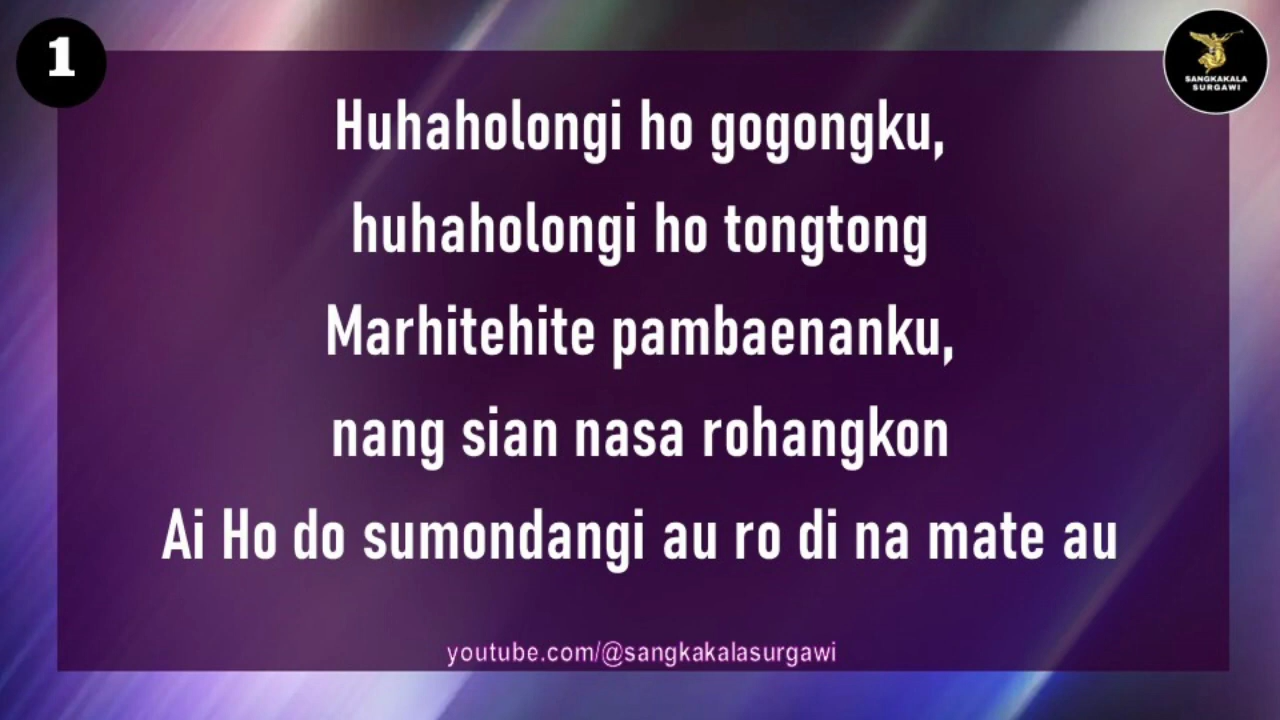 1
SANGKAKALA
SURGAWI
Huhaholongi ho gogongku,
huhaholongi ho tongtong
Marhitehite pambaenanku,
nang sian nasa rohangkon
Ai Ho do sumondangi au ro di na mate au
youtube.com/@sangkakalasurgawi